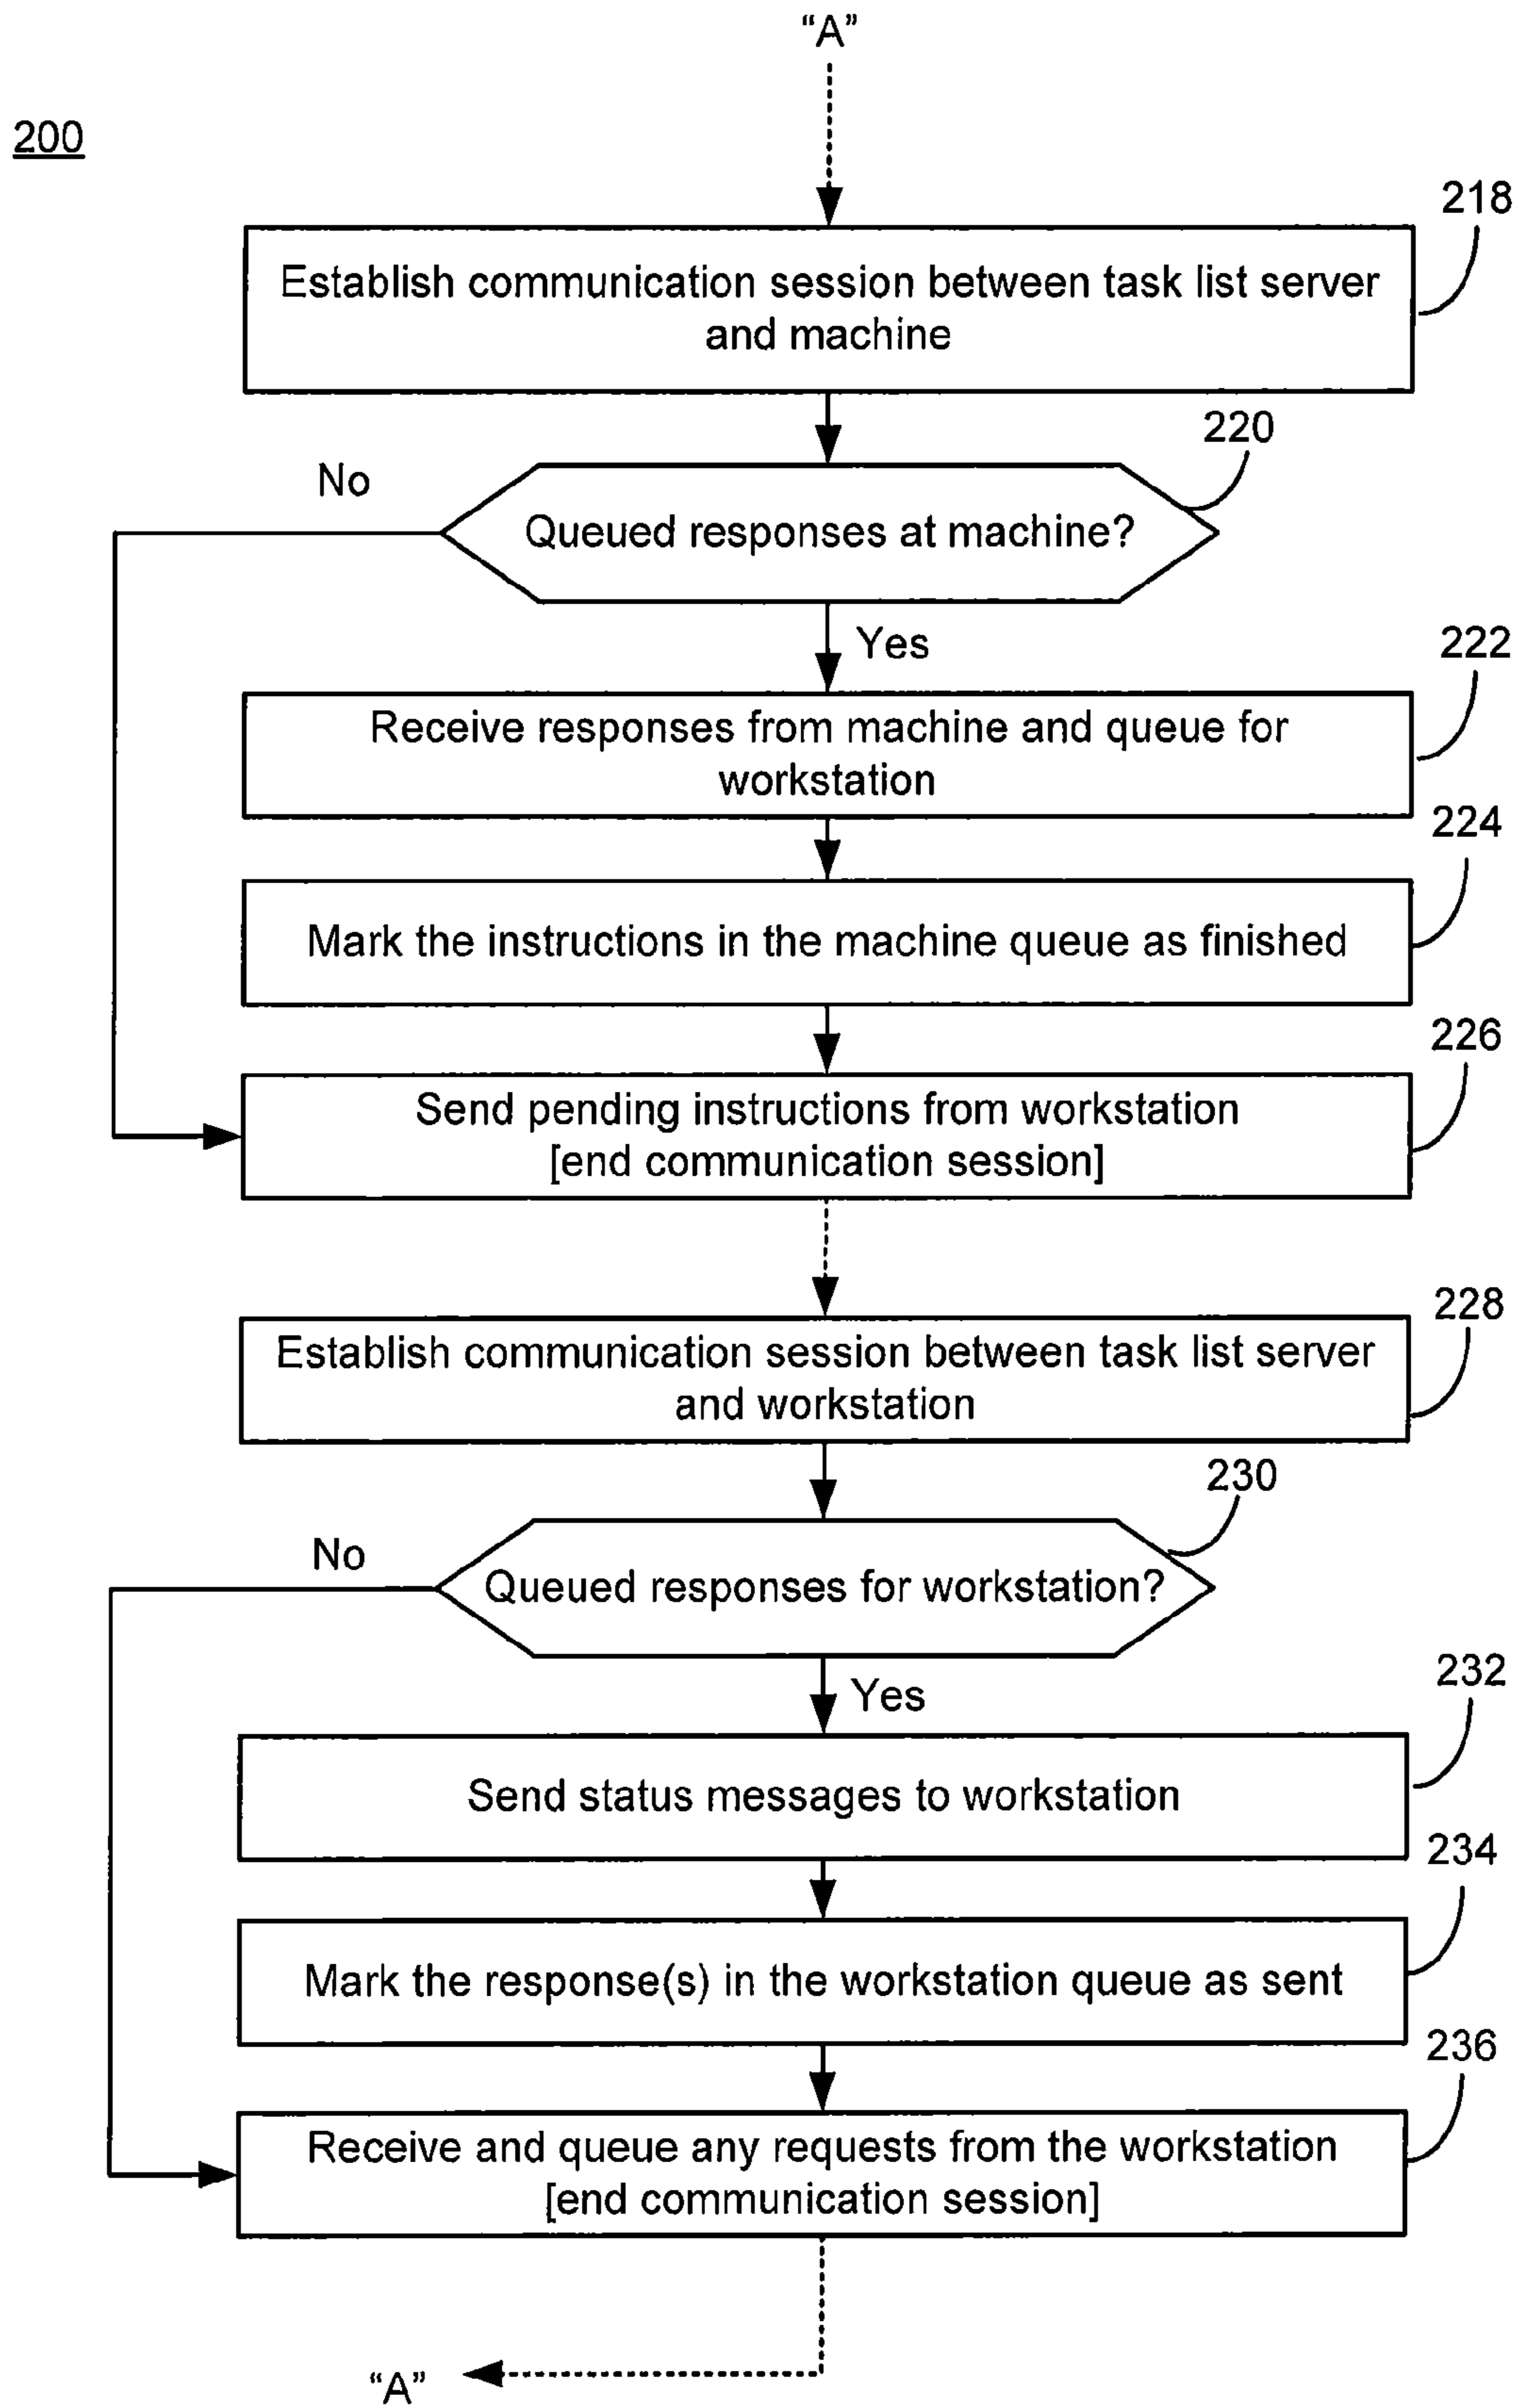 “A”
200
218
Establish communication session between task list server
and machine
220
No
Queued responses at machine?
Yes
222
Receive responses from machine and queue for
workstation
224
Mark the instructions in the machine queue as finished
226
Send pending instructions from workstation
[end communication session]
228
Establish communication session between task list server
and workstation
230
No
Queued responses for workstation?
Yes
232
Send status messages to workstation
234
Mark the response(s) in the workstation queue as sent
236
Receive and queue any requests from the workstation
[end communication session]
“A”